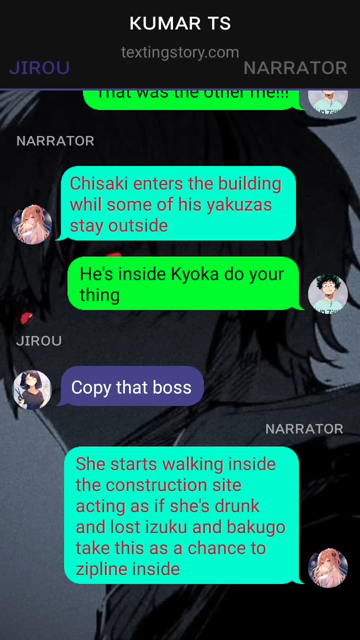 KUMAR TS
textingstory.com
JIROU
NARRATOR
That was the other me!!!
NARRATOR
Chisaki enters the building
whil some of his yakuzas
stay outside
He's inside Kyoka do your
thing
JIROU
Copy that boss
NARRATOR
She starts walking inside
the construction site
acting as if she's drunk
and lost izuku and bakugo
take this as a chance to
zipline inside